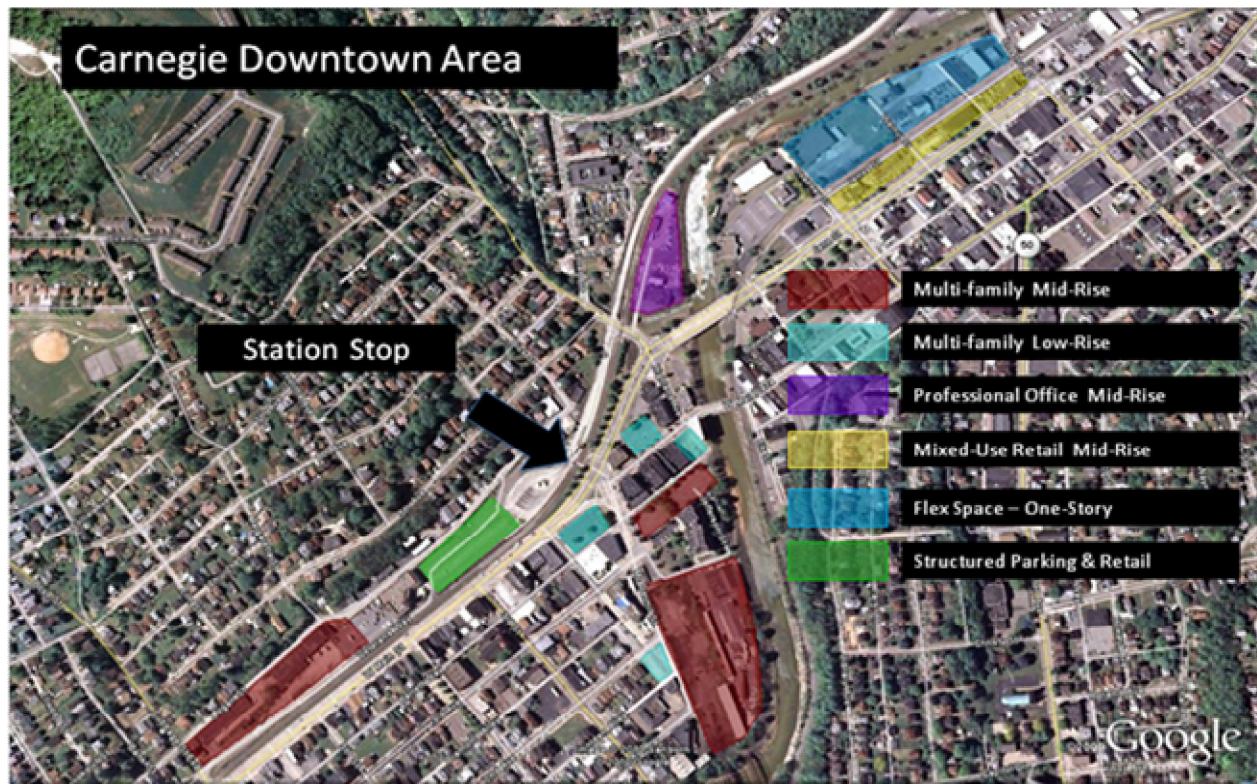 Carnegie Downtown Area
50
Multi-family Mid-Rise
Station Stop
Multi-family Low-Rise
Professional Office Mid-Rise
Mixed-Use Retail Mid-Rise
Flex Space – One-Story
Structured Parking & Retail
Google